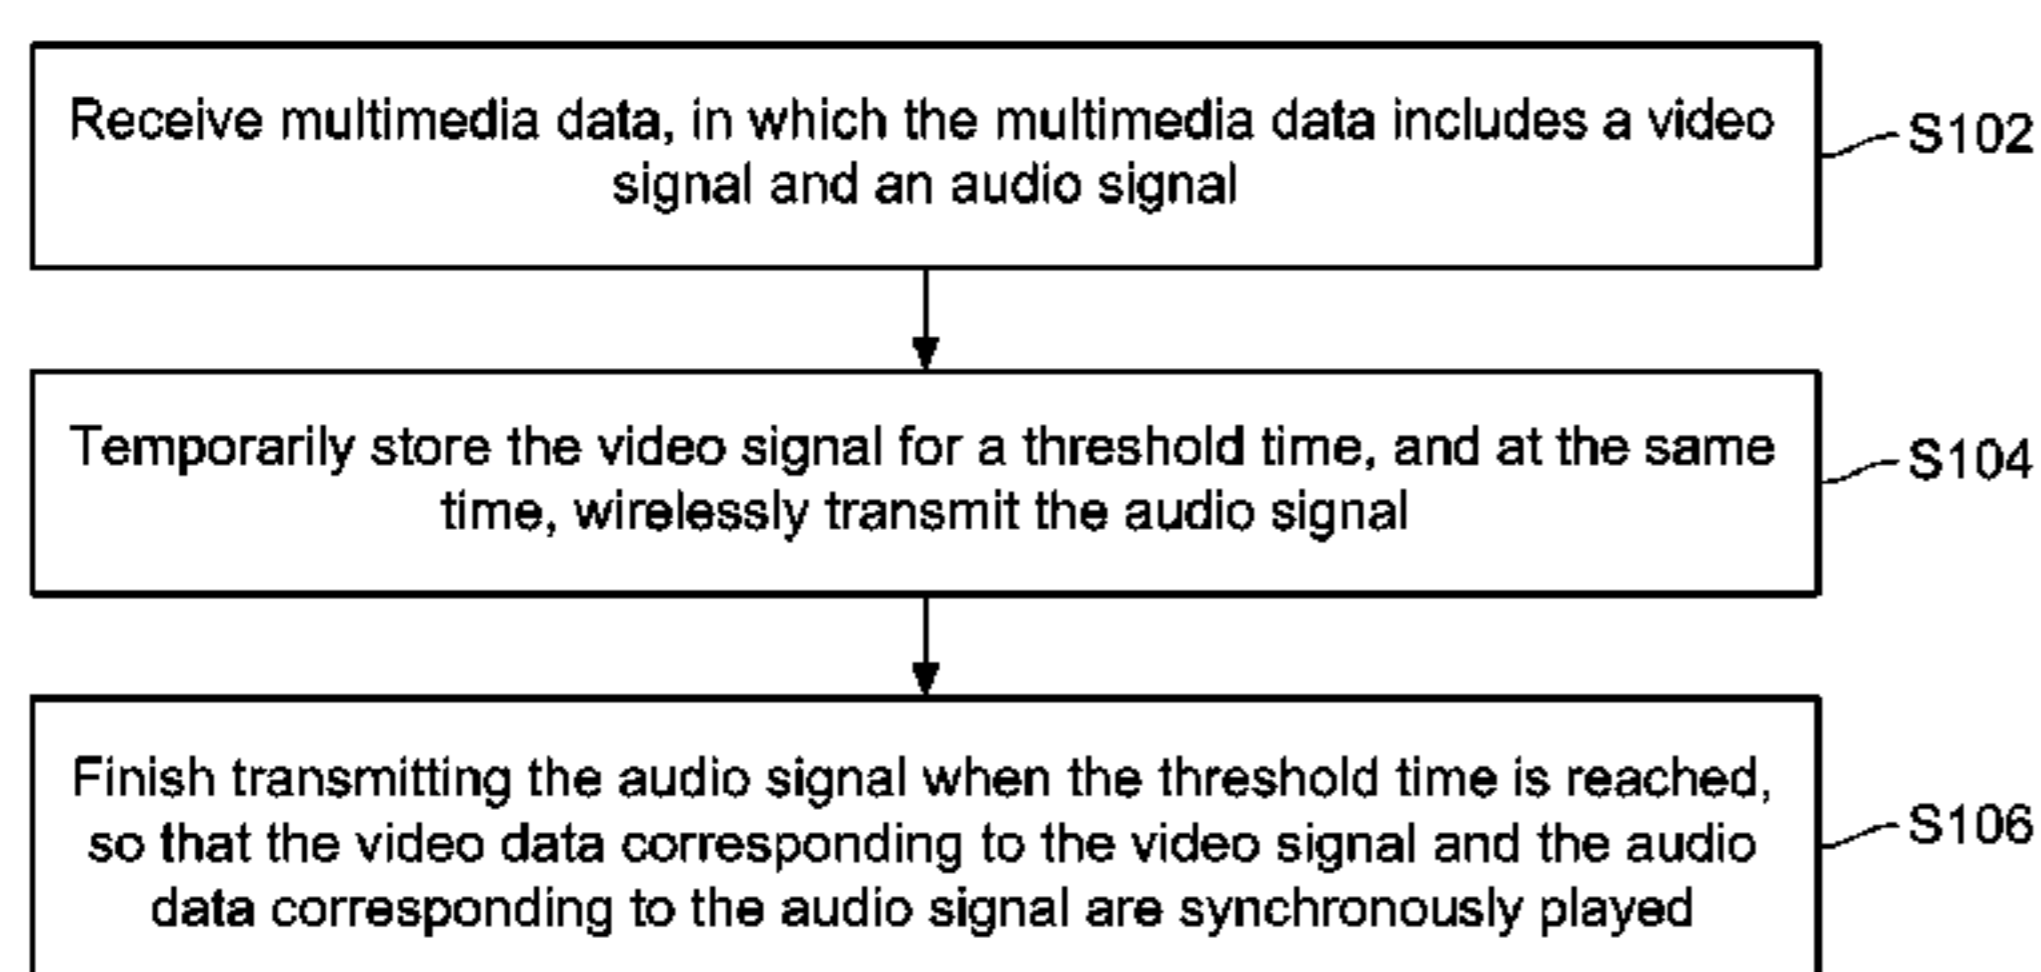 Receive multimedia data, in which the multimedia data includes a video
signal and an audio signal
S102
Temporarily store the video signal for a threshold time, and at the same
time, wirelessly transmit the audio signal
S104
Finish transmitting the audio signal when the threshold time is reached,
so that the video data corresponding to the video signal and the audio
data corresponding to the audio signal are synchronously played
S106